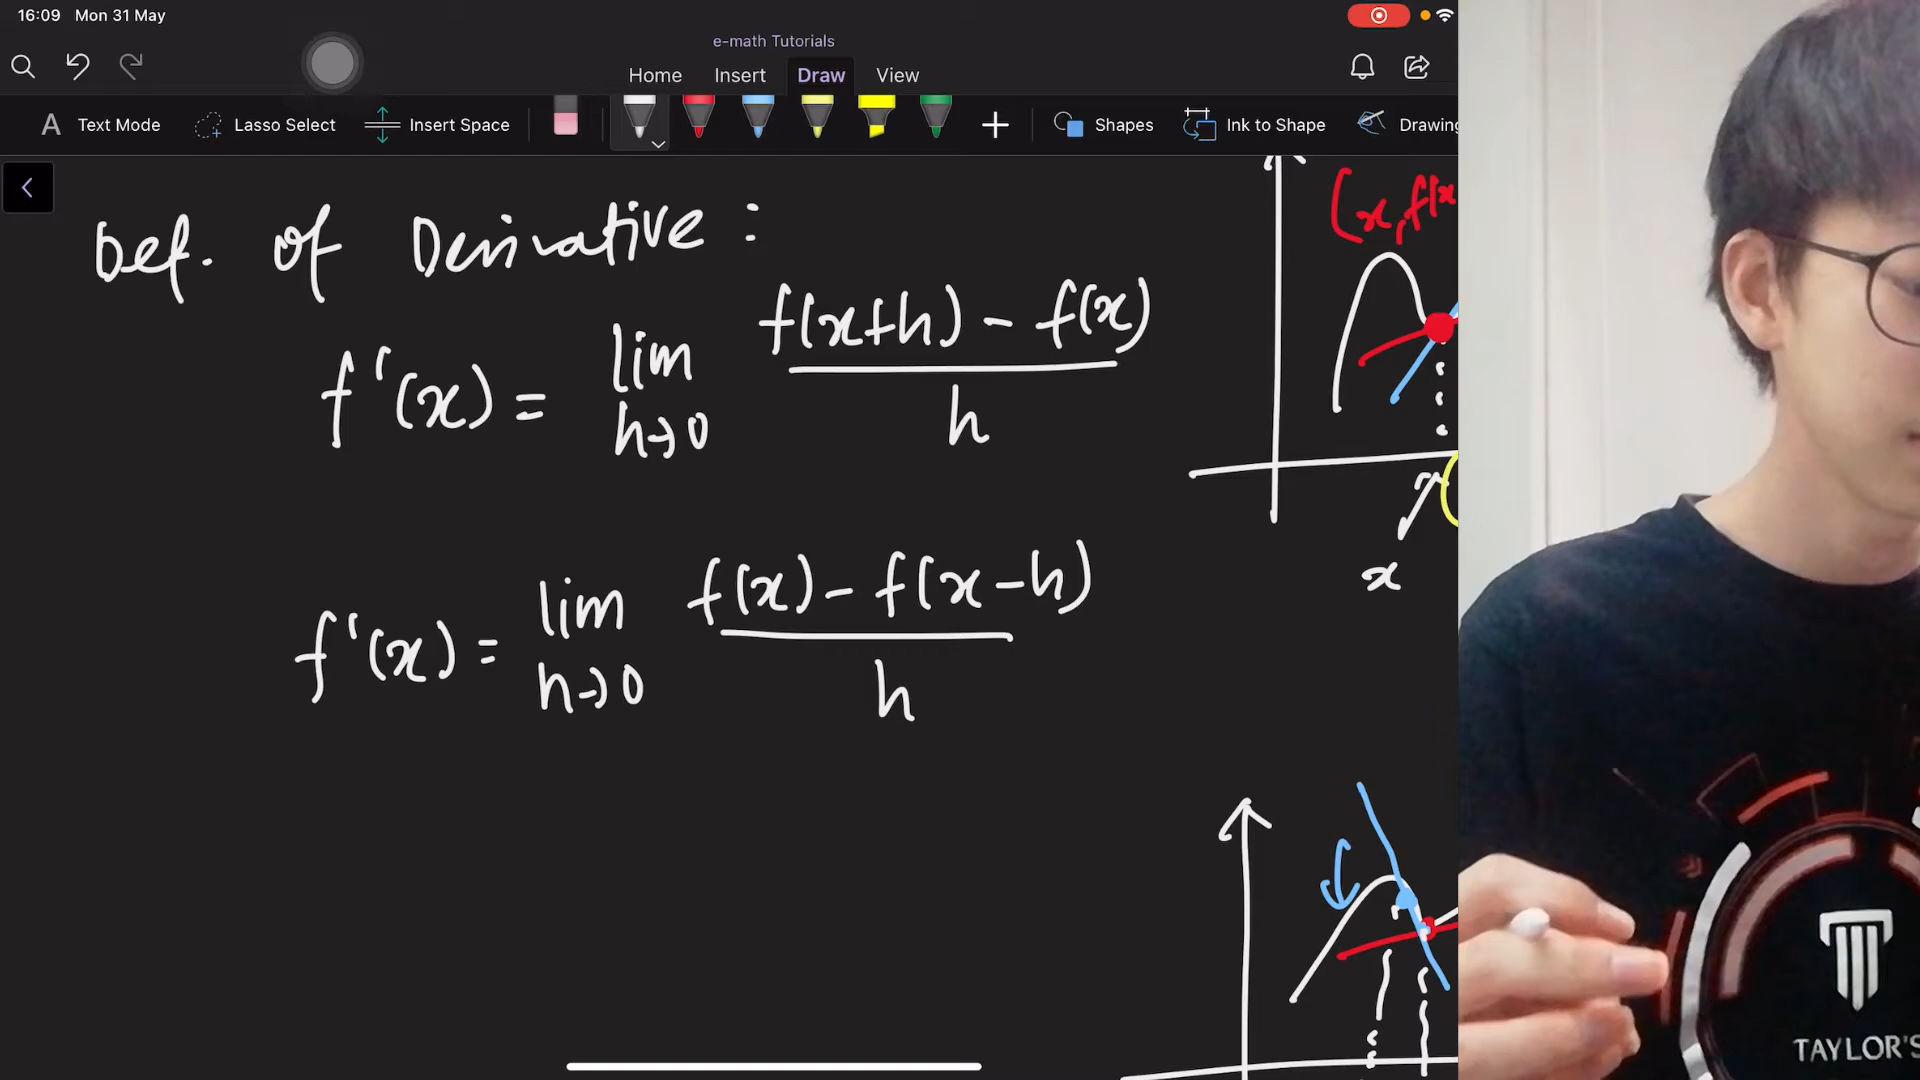 16:09 Mon 31 May
e-math Tutorials
Home Insert Draw View
A Text Mode Lasso Select Insert Space + Shapes Ink to Shape Drawing
Def. of Derivative :
f'(x) = lim h→0 f(x+h) - f(x) / h
f'(x) = lim h→0 f(x) - f(x-h) / h
(x, f(x
x
TAYLOR'S